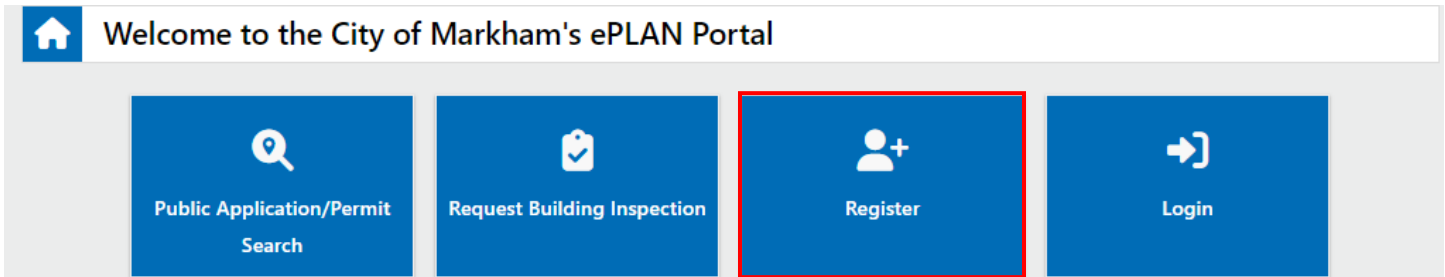 Welcome to the City of Markham's ePLAN Portal
Public Application/Permit
Search
Request Building Inspection
Register
Login